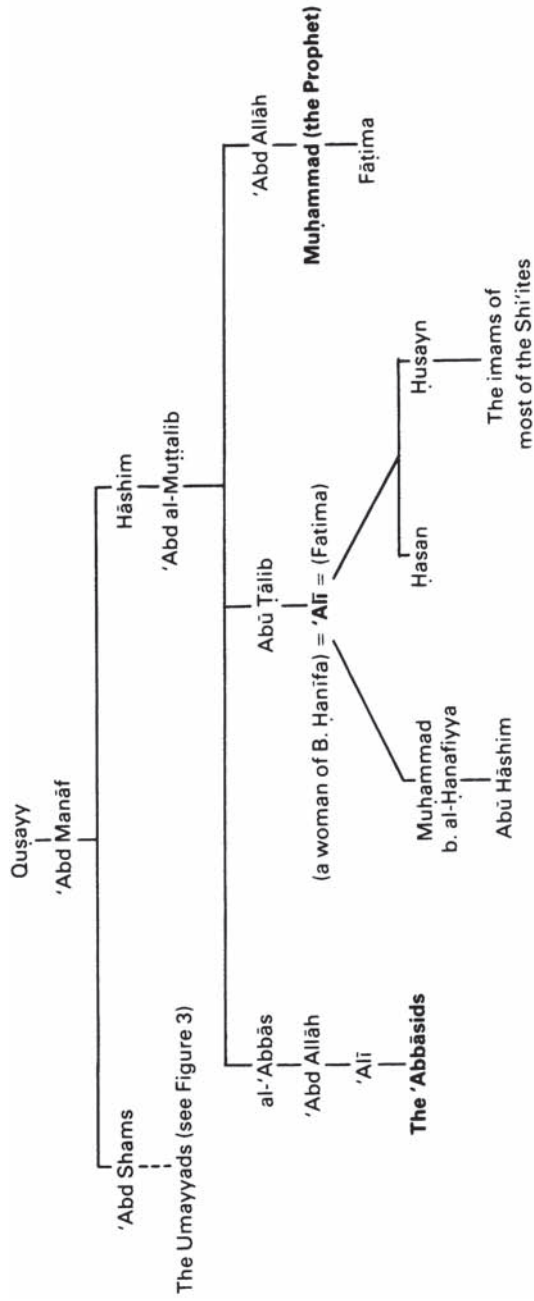 Quṣayy
'Abd Manāf
'Abd Shams
Hāshim
The Umayyads (see Figure 3)
'Abd al-Muṭṭalib
al-'Abbās
Abū Ṭālib
'Abd Allāh
'Abd Allāh
(a woman of B. Ḥanīfa) = 'Alī = (Fatima)
Muḥammad (the Prophet)
'Alī
Fāṭima
The 'Abbāsids
Muḥammad
b. al-Ḥanafiyya
Ḥasan
Ḥusayn
Abū Hāshim
The imams of
most of the Shi'ites